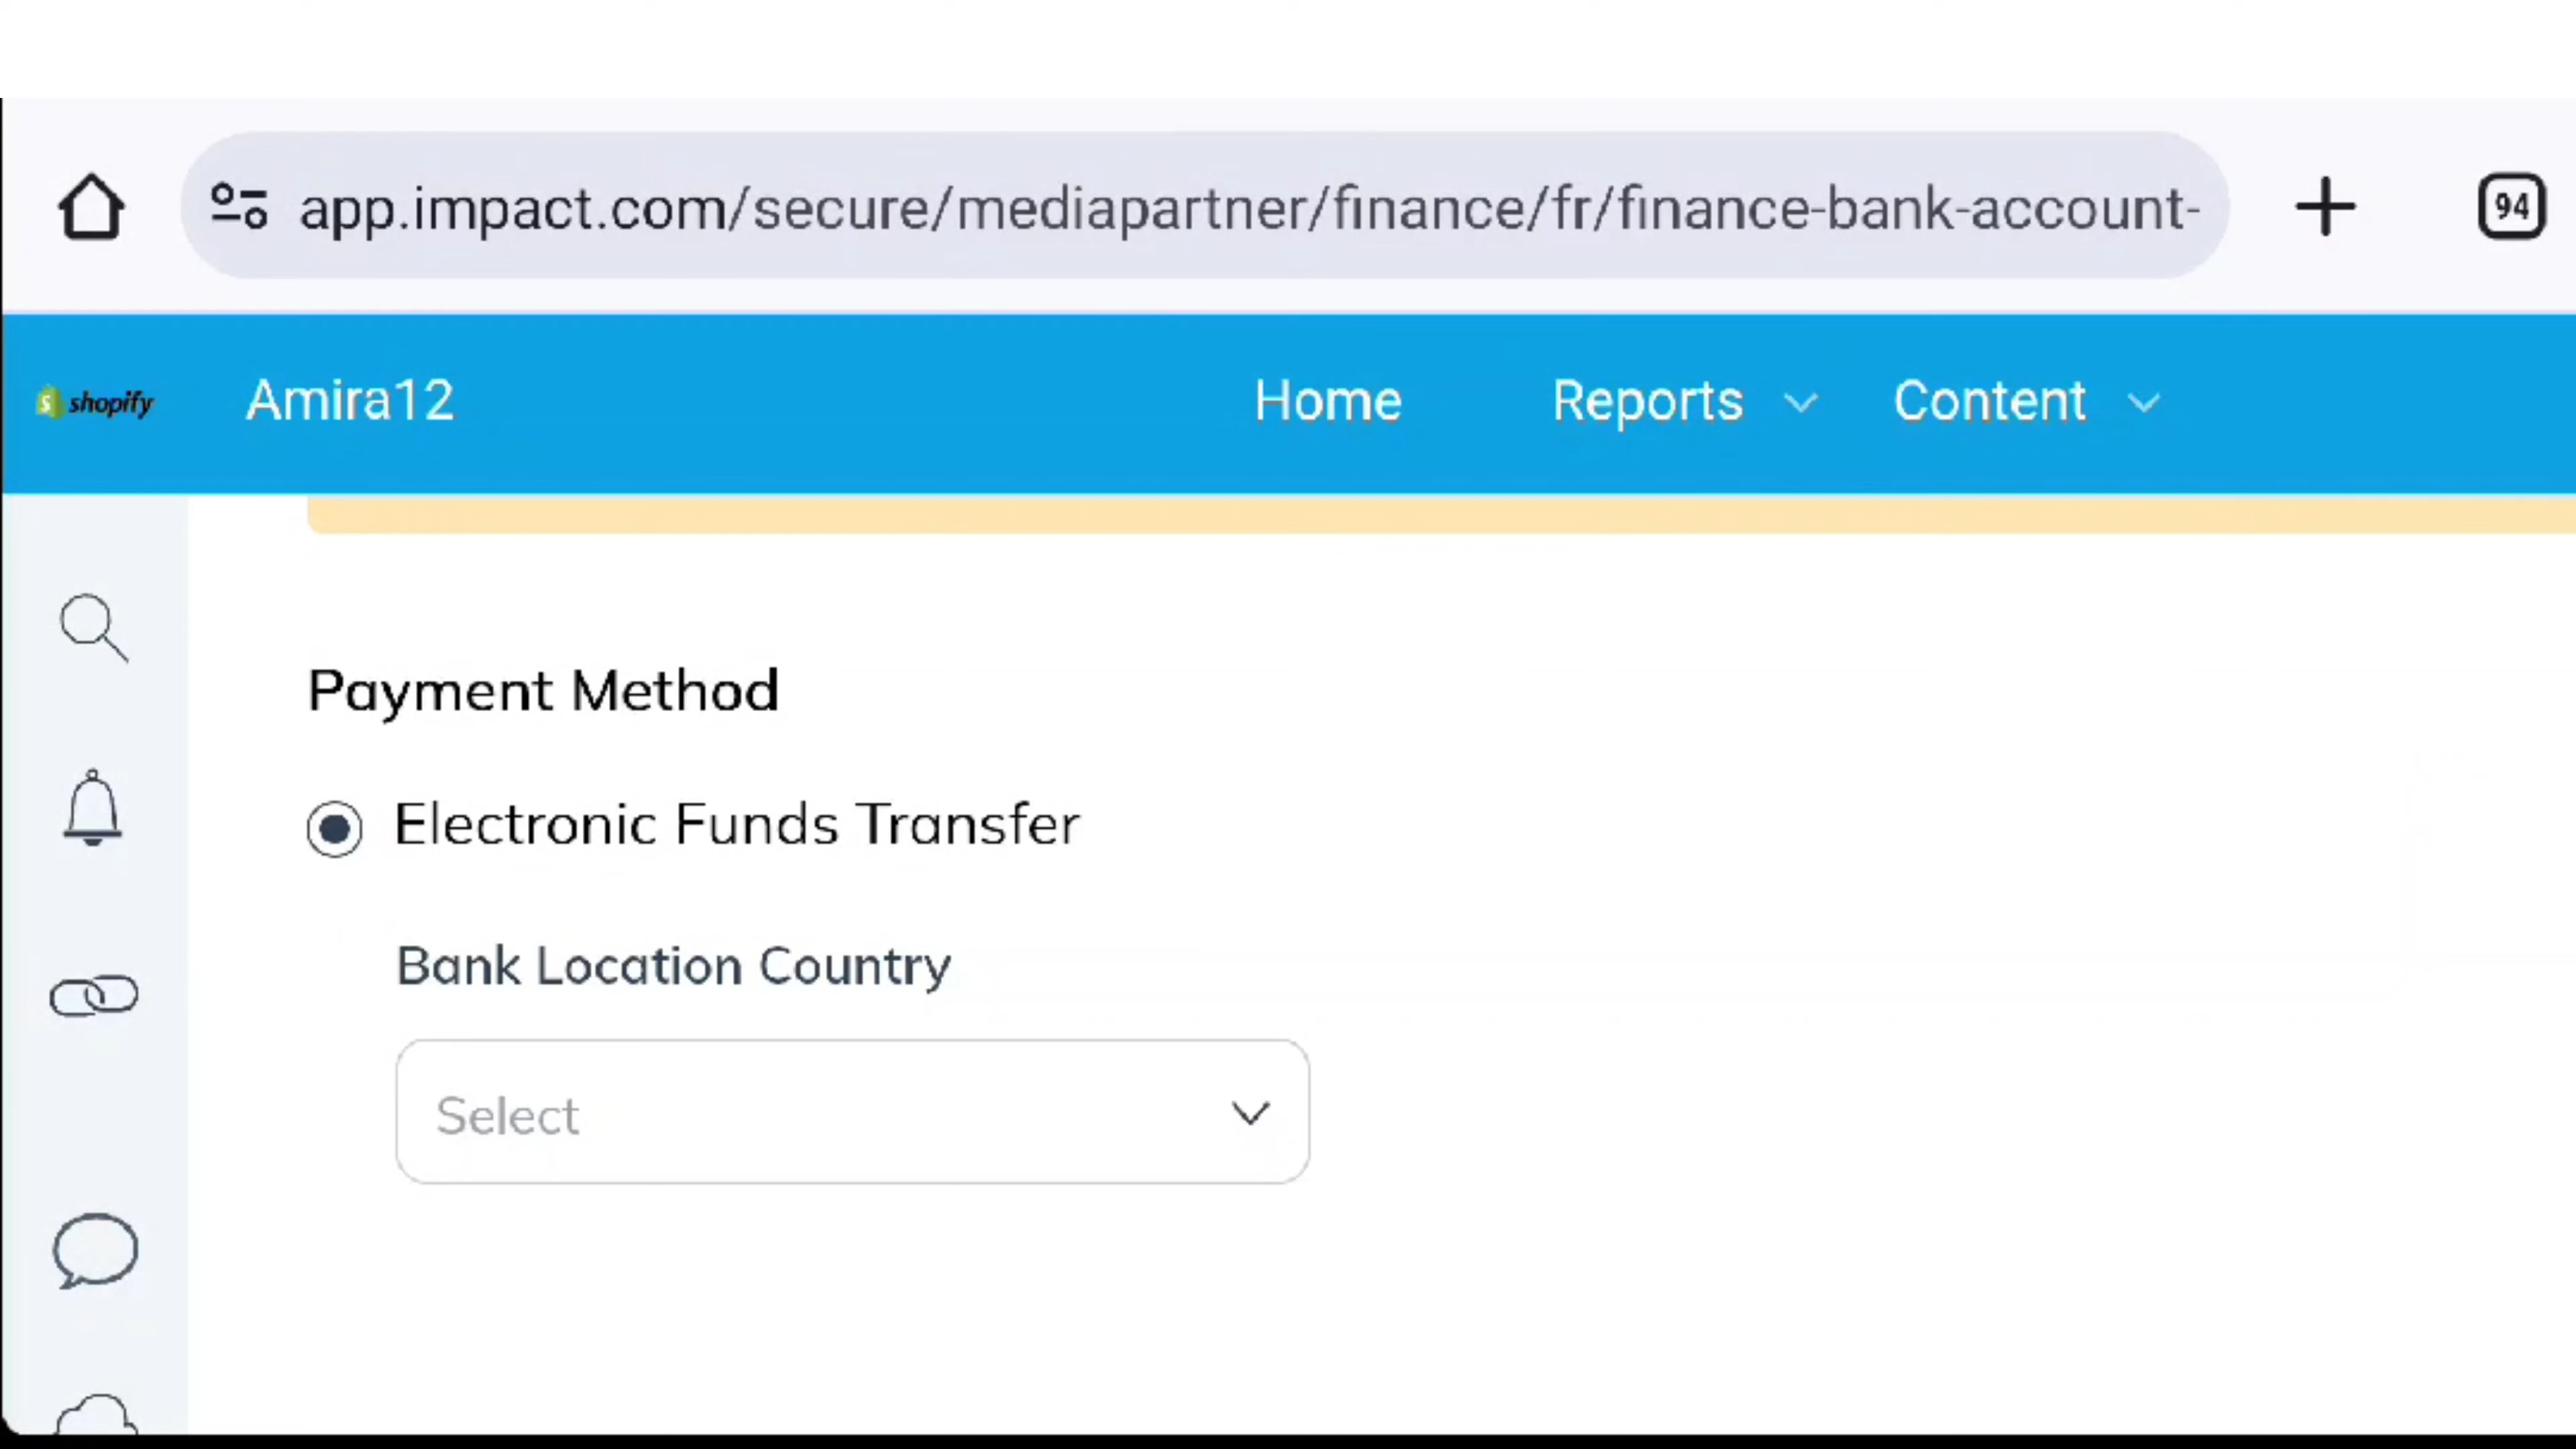 app.impact.com/secure/mediapartner/finance/fr/finance-bank-account-
94
shopify
Amira12
Home
Reports
Content
Payment Method
Electronic Funds Transfer
Bank Location Country
Select